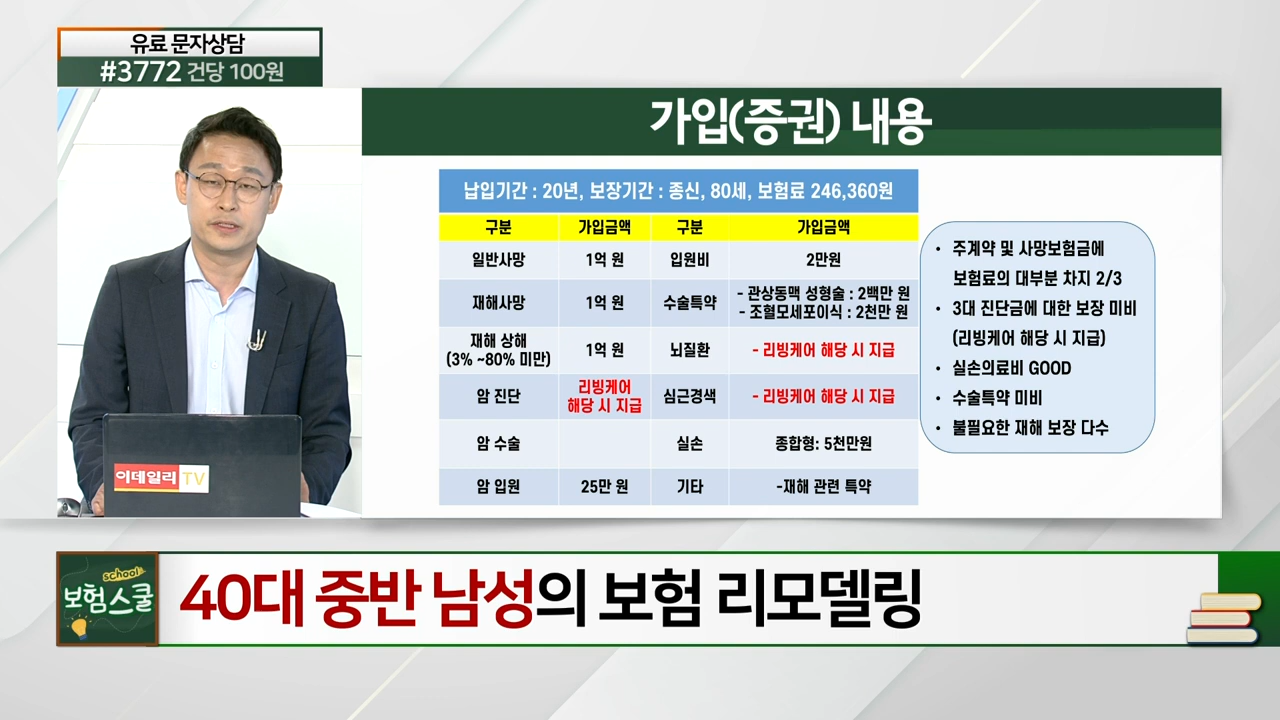 유료 문자상담
#3772 건당 100원
가입(증권) 내용
납입기간 : 20년, 보장기간 : 종신, 80세, 보험료 246,360원
구분 가입금액 구분 가입금액
일반사망 1억 원 입원비 2만원
재해사망 1억 원 수술특약 - 관상동맥 성형술 : 2백만 원
- 조혈모세포이식 : 2천만 원
재해 상해
(3% ~80% 미만) 1억 원 뇌질환 - 리빙케어 해당 시 지급
암 진단 리빙케어
해당 시 지급 심근경색 - 리빙케어 해당 시 지급
암 수술 실손 종합형: 5천만원
암 입원 25만 원 기타 -재해 관련 특약
• 주계약 및 사망보험금에
보험료의 대부분 차지 2/3
• 3대 진단금에 대한 보장 미비
(리빙케어 해당 시 지급)
• 실손의료비 GOOD
• 수술특약 미비
• 불필요한 재해 보장 다수
이데일리 TV
school
보험스쿨
40대 중반 남성의 보험 리모델링